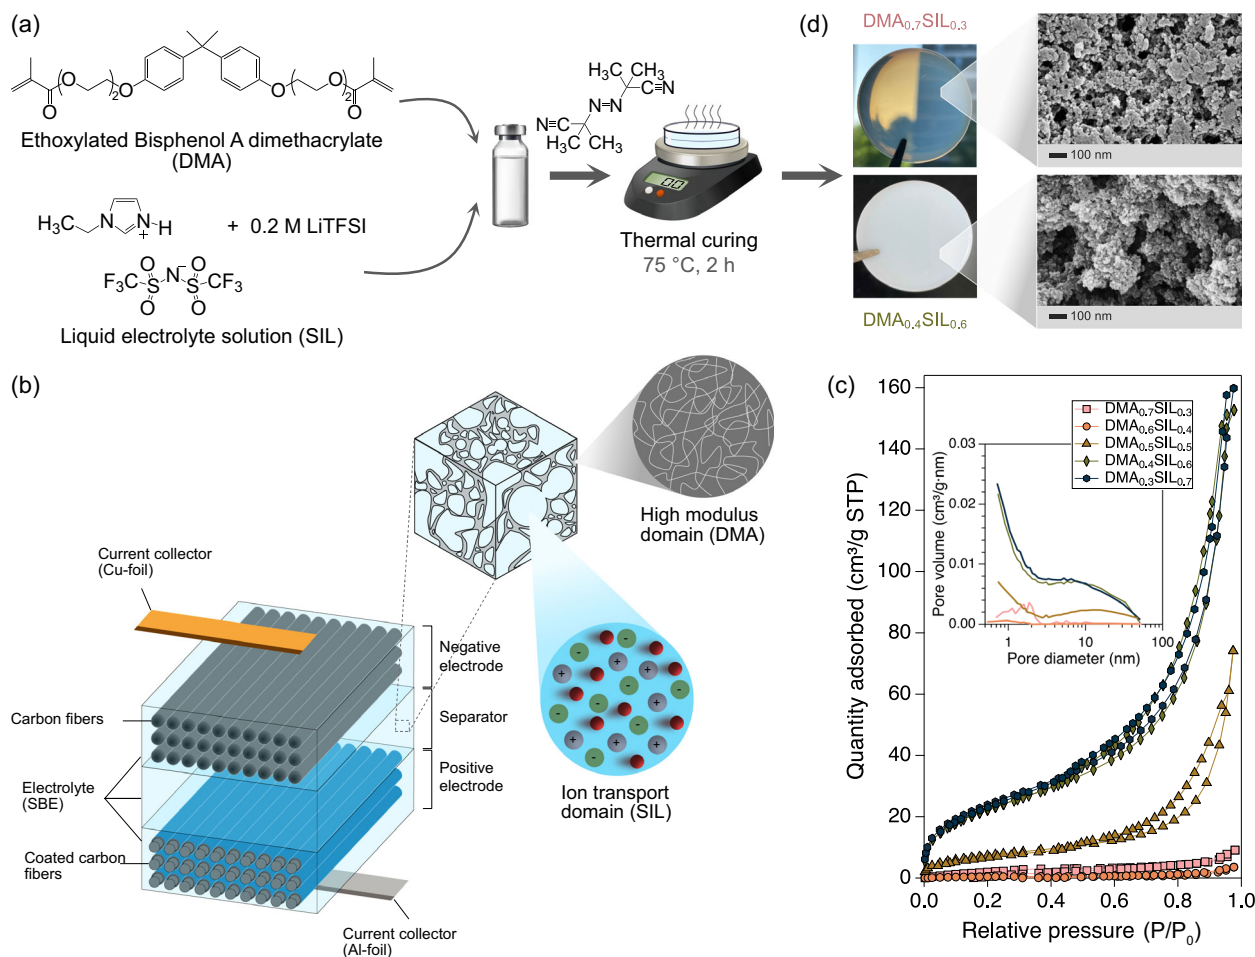 (a)
O
O
2
O
O
O
O
2
O
O
Ethoxylated Bisphenol A dimethacrylate
(DMA)
H₃C
N
N–H
+
+ 0.2 M LiTFSI
O
O
N⁻
F₃C
S
S
CF₃
O
O
Liquid electrolyte solution (SIL)
H₃C
CH₃
C≡N
N=N
N≡C
CH₃
H₃C
CH₃
00
Thermal curing
75 °C, 2 h
(d)
DMA₀.₇SIL₀.₃
100 nm
100 nm
DMA₀.₄SIL₀.₆
(b)
High modulus
domain (DMA)
Current collector
(Cu-foil)
Negative
electrode
Carbon fibers
Separator
Electrolyte
(SBE)
Positive
electrode
Coated carbon
fibers
Current collector
(Al-foil)
Ion transport
domain (SIL)
(c)
Quantity adsorbed (cm³/g STP)
160
140
120
100
80
60
40
20
0
0.0
0.2
0.4
0.6
0.8
1.0
Relative pressure (P/P₀)
DMA₀.₇SIL₀.₃
DMA₀.₆SIL₀.₄
DMA₀.₅SIL₀.₅
DMA₀.₄SIL₀.₆
DMA₀.₃SIL₀.₇
Pore volume (cm³/g·nm)
0.03
0.02
0.01
0.00
1
10
100
Pore diameter (nm)